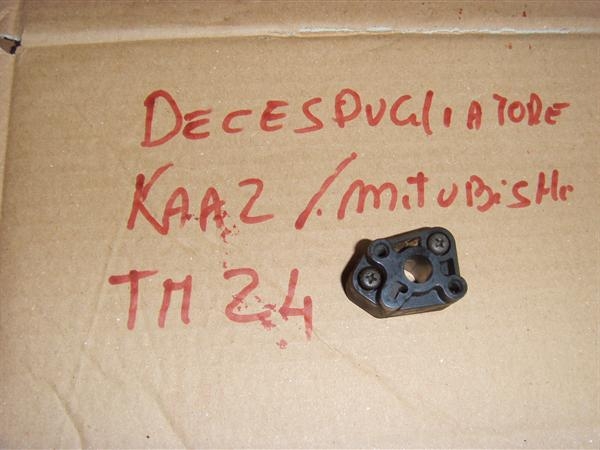 DECESPUGLIATORE
KAAZ / MITUBISHI
TM 24